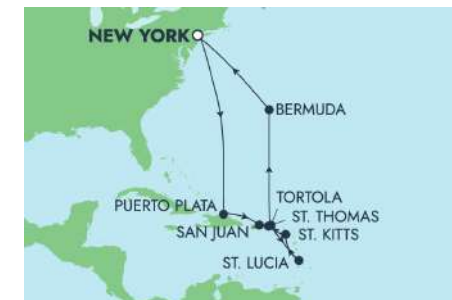 NEW YORK
BERMUDA
PUERTO PLATA
TORTOLA
ST. THOMAS
SAN JUAN
ST. KITTS
ST. LUCIA